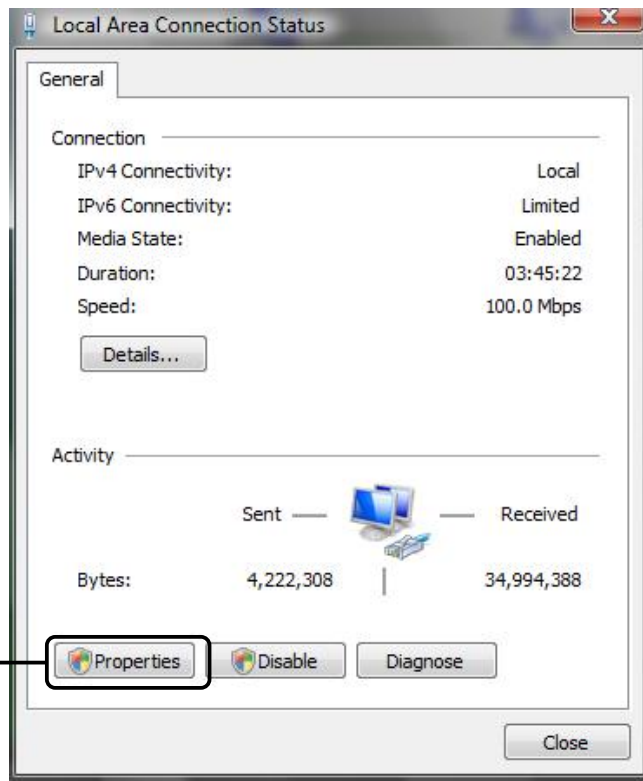 Local Area Connection Status
General
Connection
IPv4 Connectivity: Local
IPv6 Connectivity: Limited
Media State: Enabled
Duration: 03:45:22
Speed: 100.0 Mbps
Details...
Activity
Sent Received
Bytes: 4,222,308 34,994,388
Properties Disable Diagnose
Close